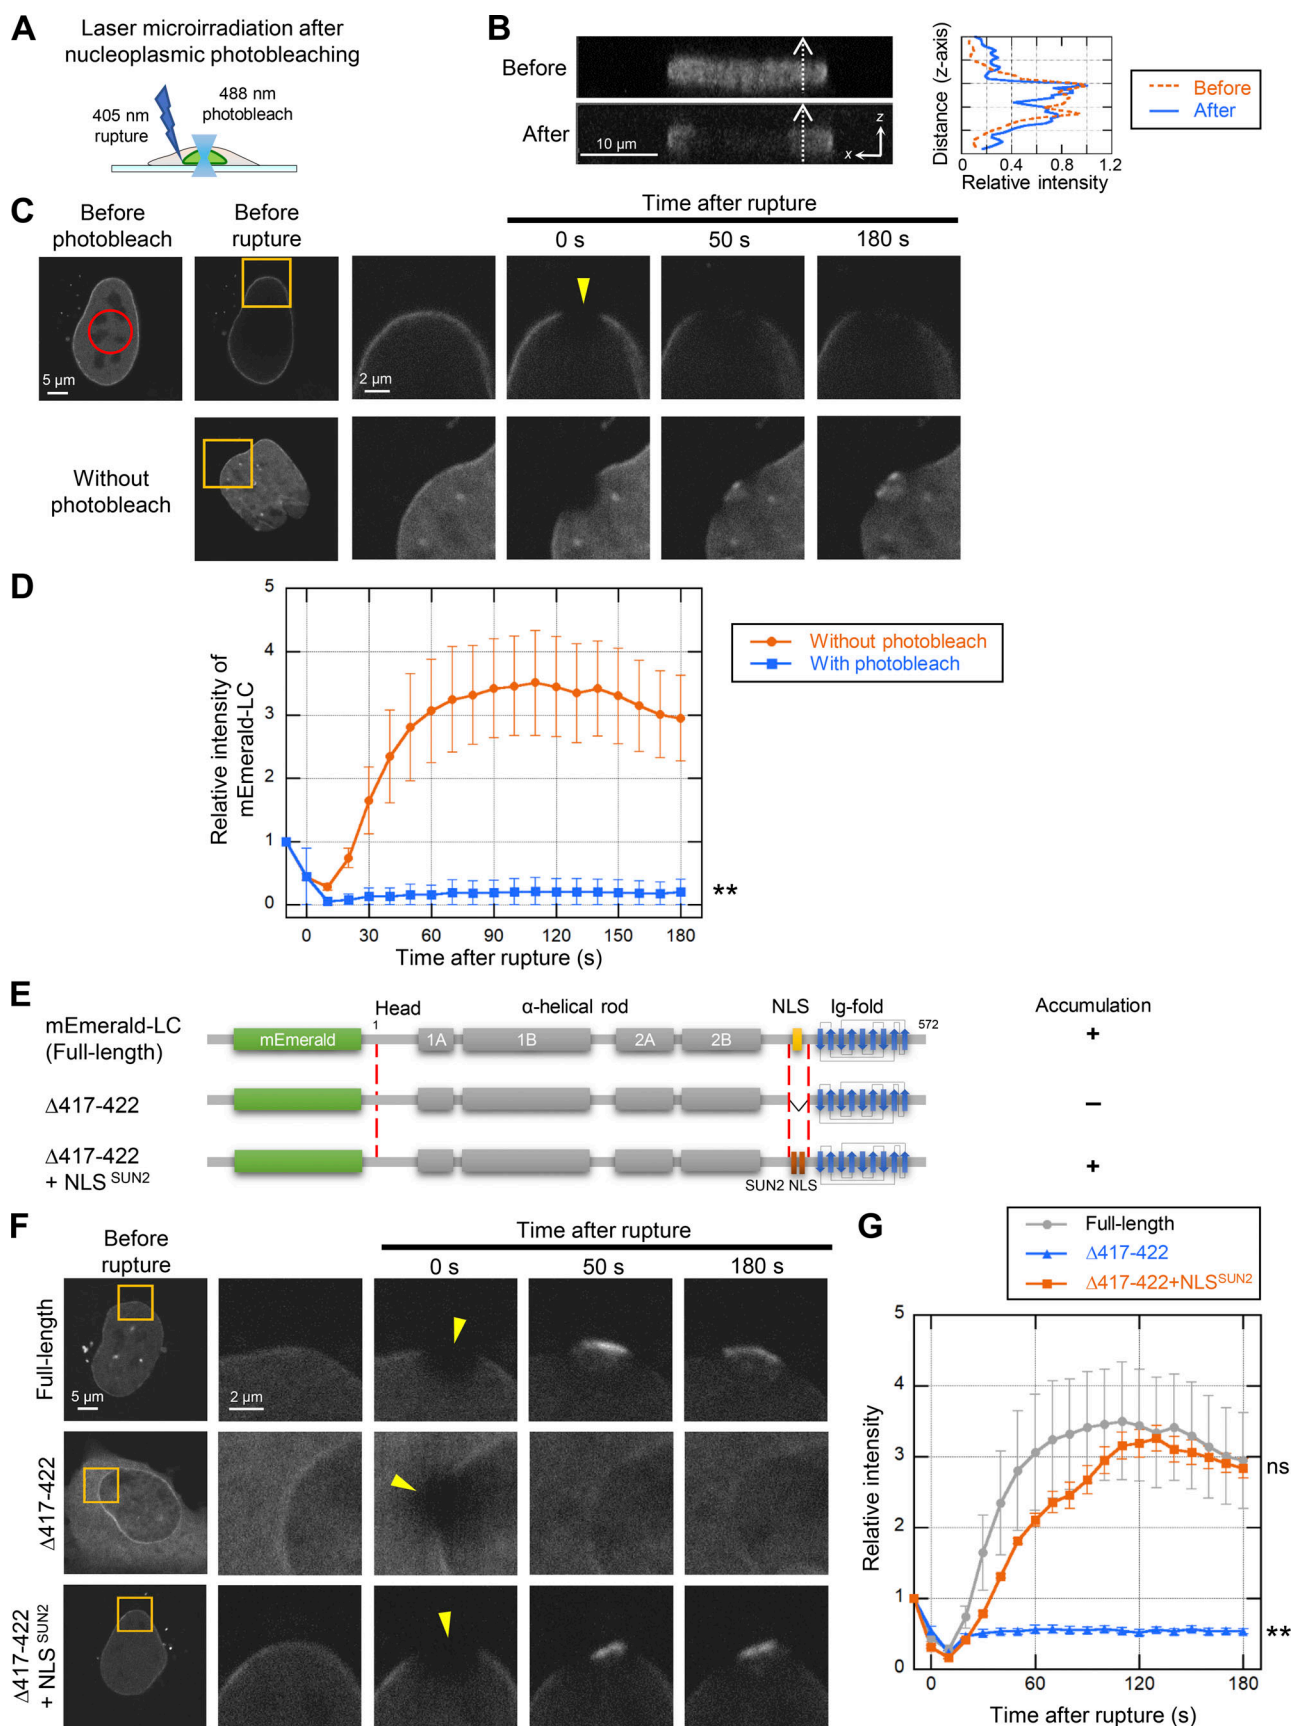 A
Laser microirradiation after
nucleoplasmic photobleaching
488 nm
photobleach
405 nm
rupture
B
Before
After
10 µm
z
x
Distance (z-axis)
0 0.4 0.8 1.2
Relative intensity
Before
After
C
Before
photobleach
Before
rupture
Time after rupture
0 s 50 s 180 s
5 µm
2 µm
Without
photobleach
D
Relative intensity of
mEmerald-LC
5
4
3
2
1
0
0 30 60 90 120 150 180
Time after rupture (s)
Without photobleach
With photobleach
**
E
mEmerald-LC
(Full-length)
mEmerald
1
Head
α-helical rod
NLS
Ig-fold
572
1A 1B 2A 2B
Accumulation
+
Δ417-422
–
Δ417-422
+ NLS SUN2
SUN2 NLS
+
F
Before
rupture
Time after rupture
0 s 50 s 180 s
Full-length
5 µm
2 µm
Δ417-422
Δ417-422
+ NLS SUN2
G
Full-length
Δ417-422
Δ417-422+NLS SUN2
Relative intensity
5
4
3
2
1
0
0 60 120 180
Time after rupture (s)
ns
**